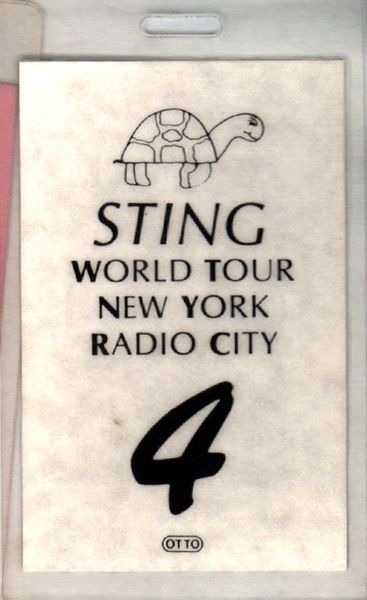 STING
WORLD TOUR
NEW YORK
RADIO CITY
4
OTTO